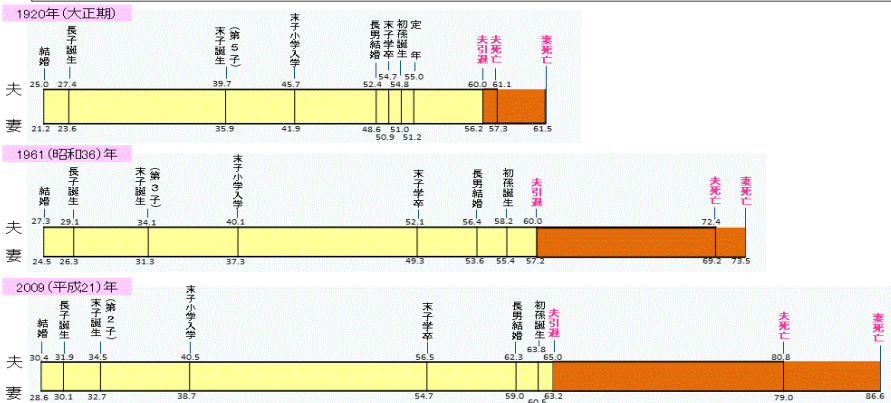 1920年(大正期)
結婚
長子誕生
末子誕生(第5子)
末子小学入学
長男結婚
末子学卒
初孫誕生
定年
夫引退
夫死亡
妻死亡
夫 25.0 27.4 39.7 45.7 52.4 54.7 54.8 55.0 60.0 61.1
妻 21.2 23.6 35.9 41.9 48.6 50.9 51.0 51.2 56.2 57.3 61.5
1961(昭和36)年
結婚
長子誕生
末子誕生(第3子)
末子小学入学
末子学卒
長男結婚
初孫誕生
夫引退
夫死亡
妻死亡
夫 27.3 29.1 34.1 40.1 52.1 56.4 58.2 60.0 72.4
妻 24.5 26.3 31.3 37.3 49.3 53.6 55.4 57.2 69.2 73.5
2009(平成21)年
結婚
長子誕生
末子誕生(第2子)
末子小学入学
末子学卒
長男結婚
初孫誕生
夫引退
夫死亡
妻死亡
夫 30.4 31.9 34.5 40.5 56.5 62.3 63.8 65.0 80.8
妻 28.6 30.1 32.7 38.7 54.7 59.0 63.2 79.0 86.6